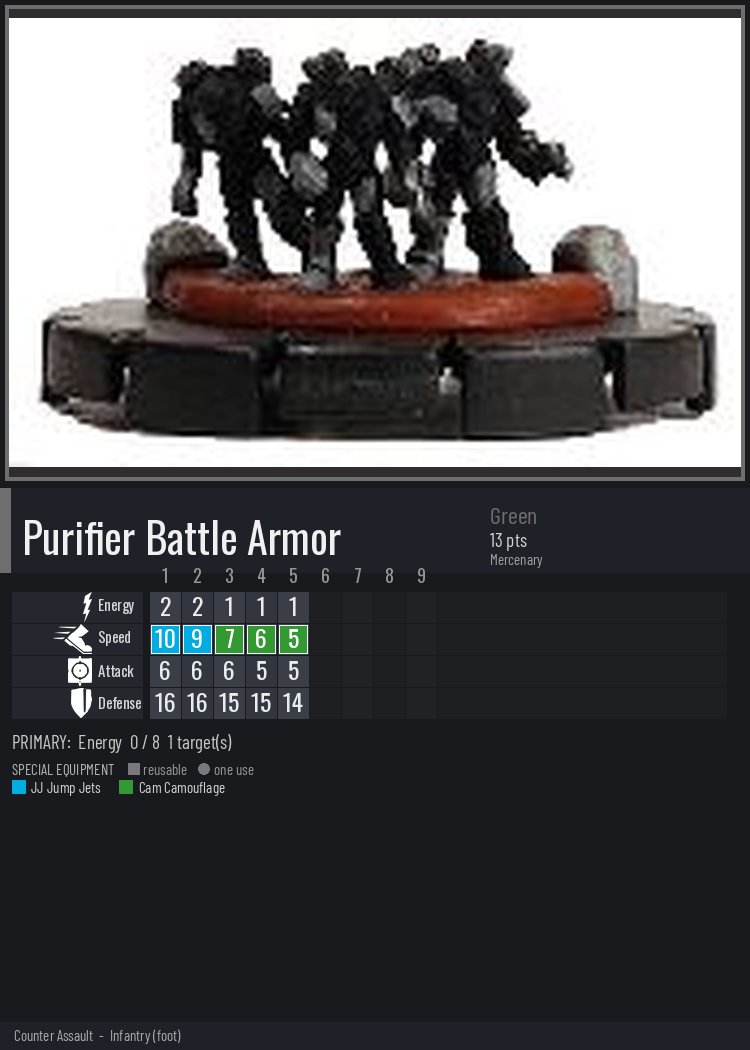 Purifier Battle Armor
Green
13 pts
Mercenary
1 2 3 4 5 6 7 8 9
Energy 2 2 1 1 1
Speed 10 9 7 6 5
Attack 6 6 6 5 5
Defense 16 16 15 15 14
PRIMARY: Energy 0 / 8 1 target(s)
SPECIAL EQUIPMENT reusable one use
JJ Jump Jets Cam Camouflage
Counter Assault - Infantry (foot)